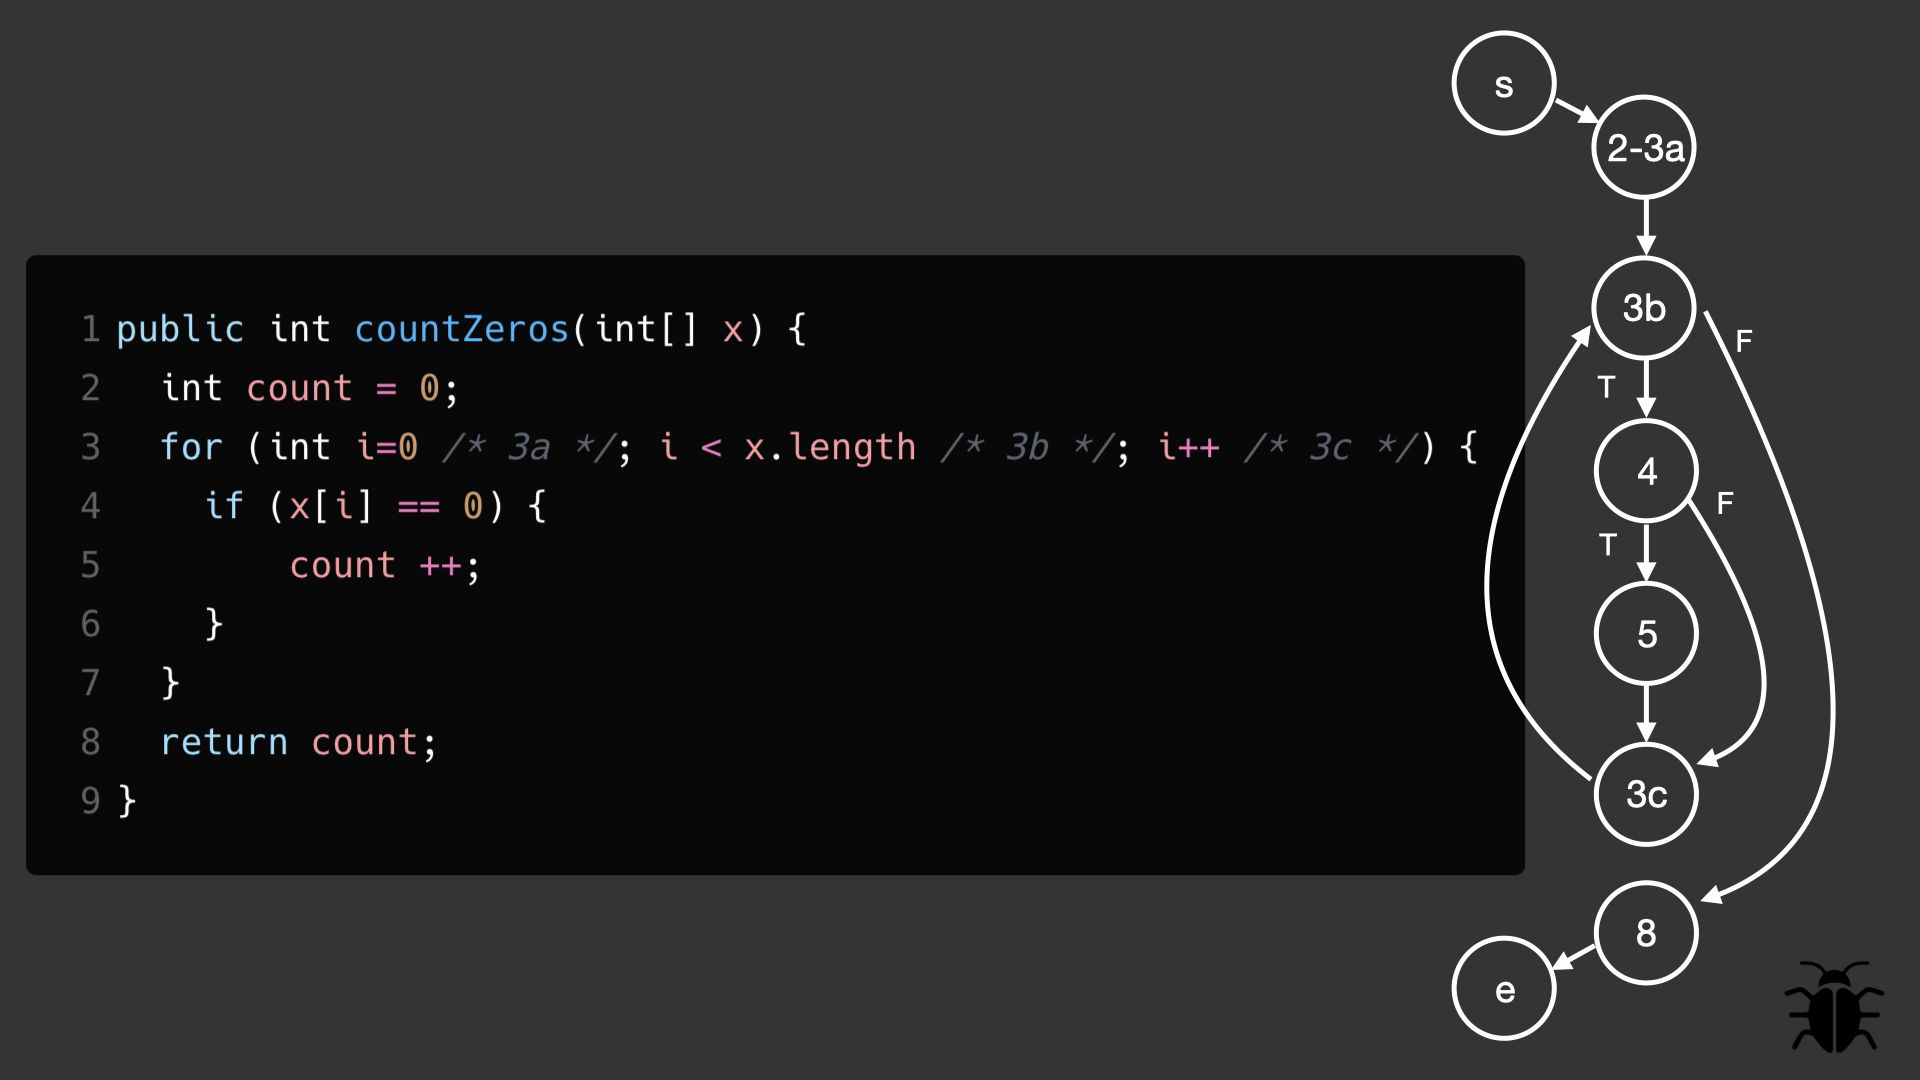 1 public int countZeros(int[] x) {
2   int count = 0;
3   for (int i=0 /* 3a */; i < x.length /* 3b */; i++ /* 3c */) {
4     if (x[i] == 0) {
5         count ++;
6     }
7   }
8   return count;
9 }
s
2-3a
3b
F
T
4
F
T
5
3c
8
e